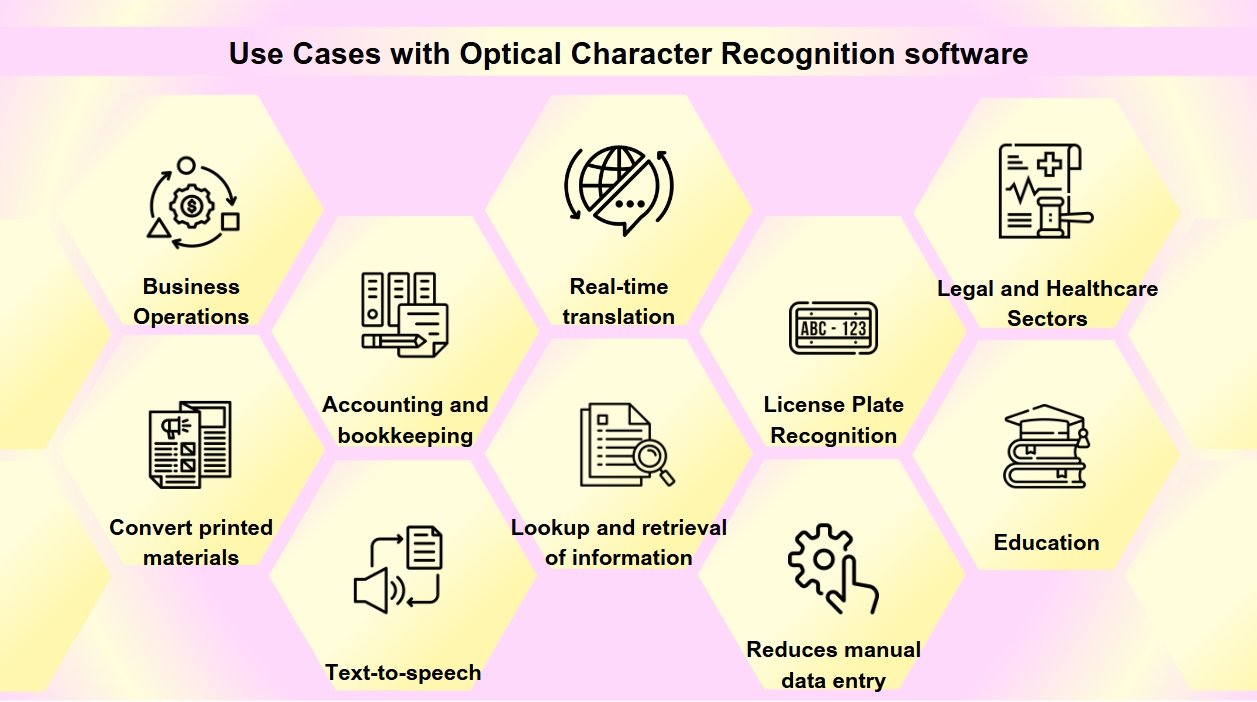 Use Cases with Optical Character Recognition software
Business
Operations
Accounting and
bookkeeping
Real-time
translation
ABC - 123
License Plate
Recognition
Legal and Healthcare
Sectors
Convert printed
materials
Text-to-speech
Lookup and retrieval
of information
Reduces manual
data entry
Education